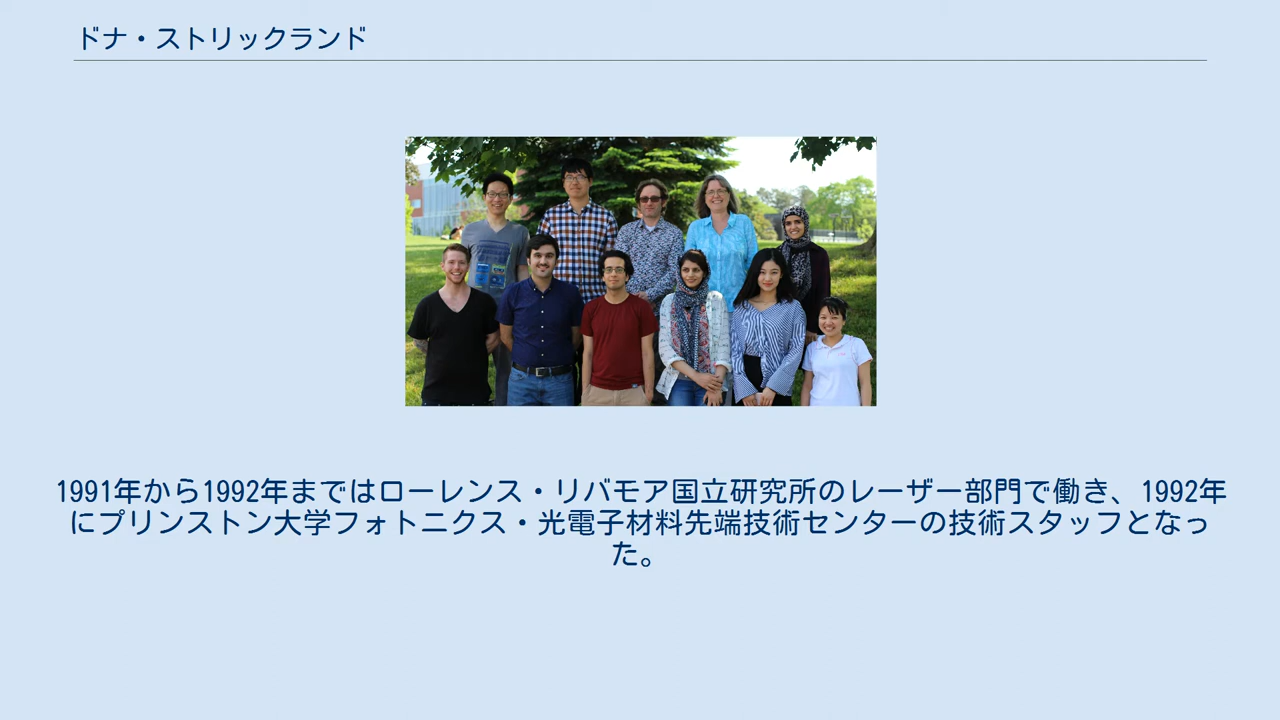 ドナ・ストリックランド
1991年から1992年まではローレンス・リバモア国立研究所のレーザー部門で働き、1992年
にプリンストン大学フォトニクス・光電子材料先端技術センターの技術スタッフとなっ
た。